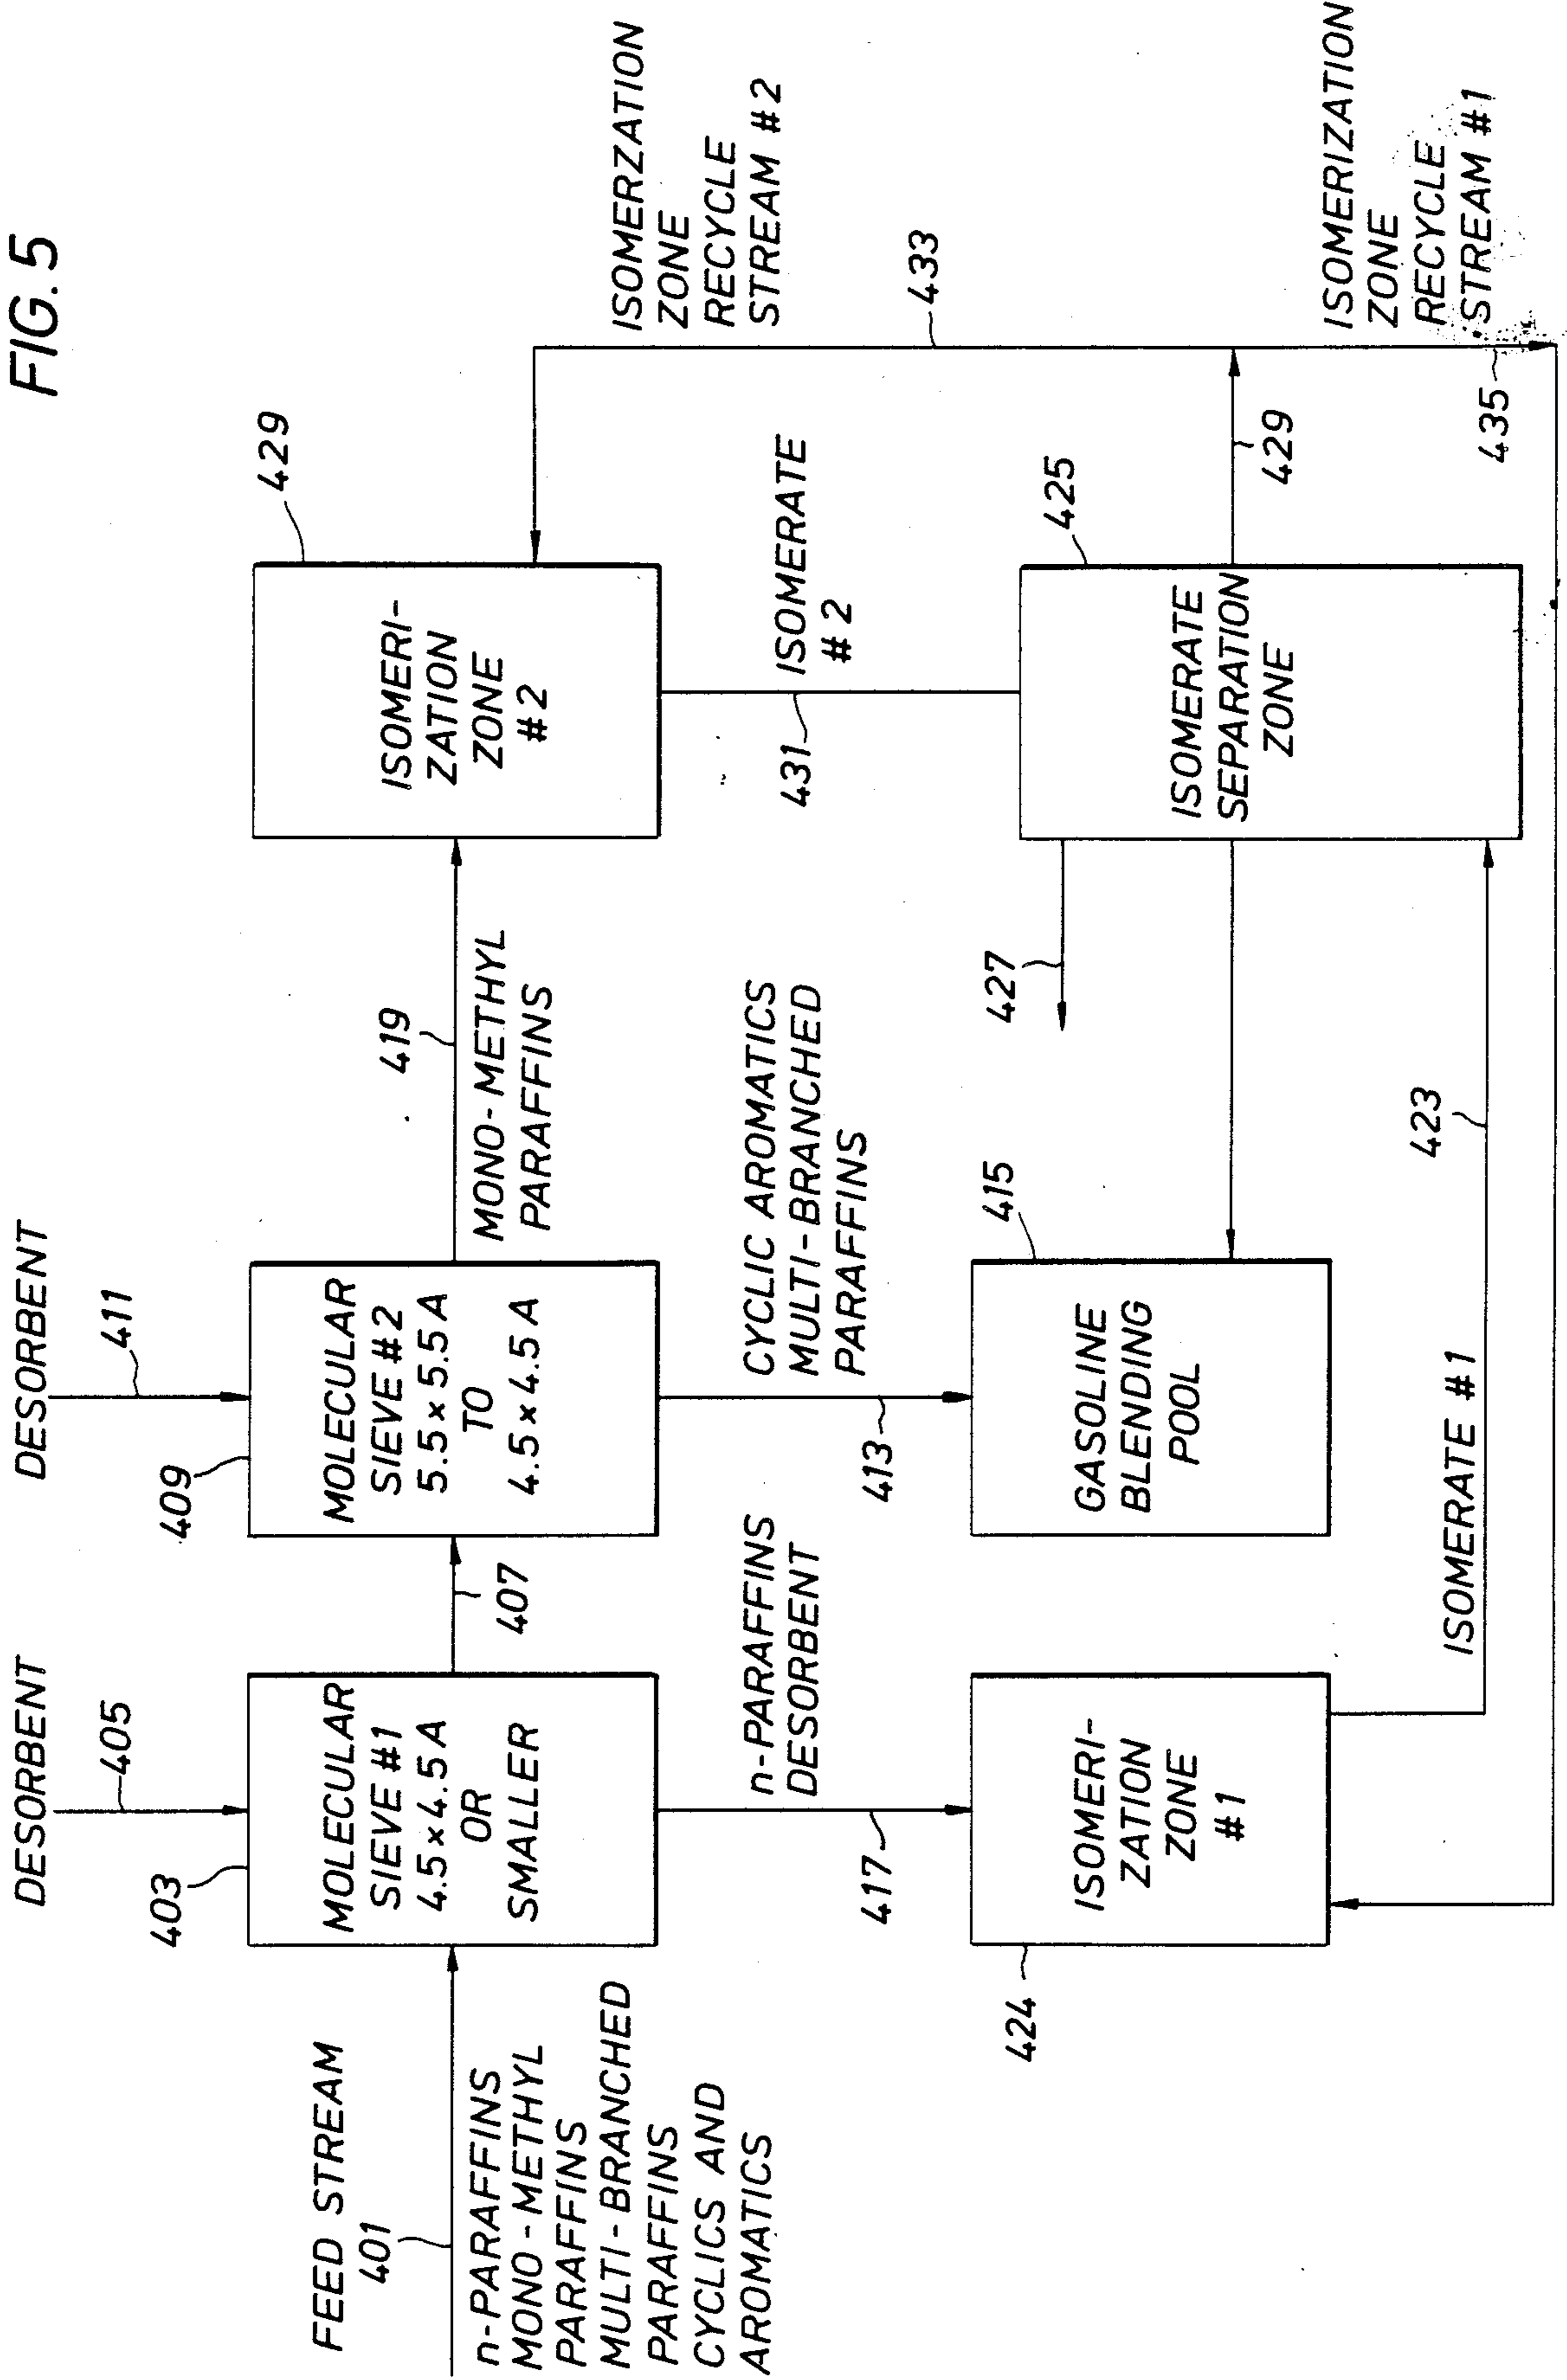 FIG. 5
DESORBENT
405
DESORBENT
411
403
MOLECULAR
SIEVE #1
4.5 x 4.5 A
OR
SMALLER
409
MOLECULAR
SIEVE #2
5.5 x 5.5 A
TO
4.5 x 4.5 A
429
ISOMERI-
ZATION
ZONE
#2
FEED STREAM
401
n-PARAFFINS
MONO-METHYL
PARAFFINS
MULTI-BRANCHED
PARAFFINS
CYCLICS AND
AROMATICS
407
419
MONO-METHYL
PARAFFINS
ISOMERZATION
ZONE
RECYCLE
STREAM #2
n-PARAFFINS
DESORBENT
417
CYCLIC AROMATICS
MULTI-BRANCHED
PARAFFINS
413
ISOMERATE
#2
431
433
424
ISOMERI-
ZATION
ZONE
#1
415
GASOLINE
BLENDING
POOL
427
425
ISOMERATE
SEPARATION
ZONE
429
ISOMERATE #1
423
435
ISOMERIZATION
ZONE
RECYCLE
STREAM #1